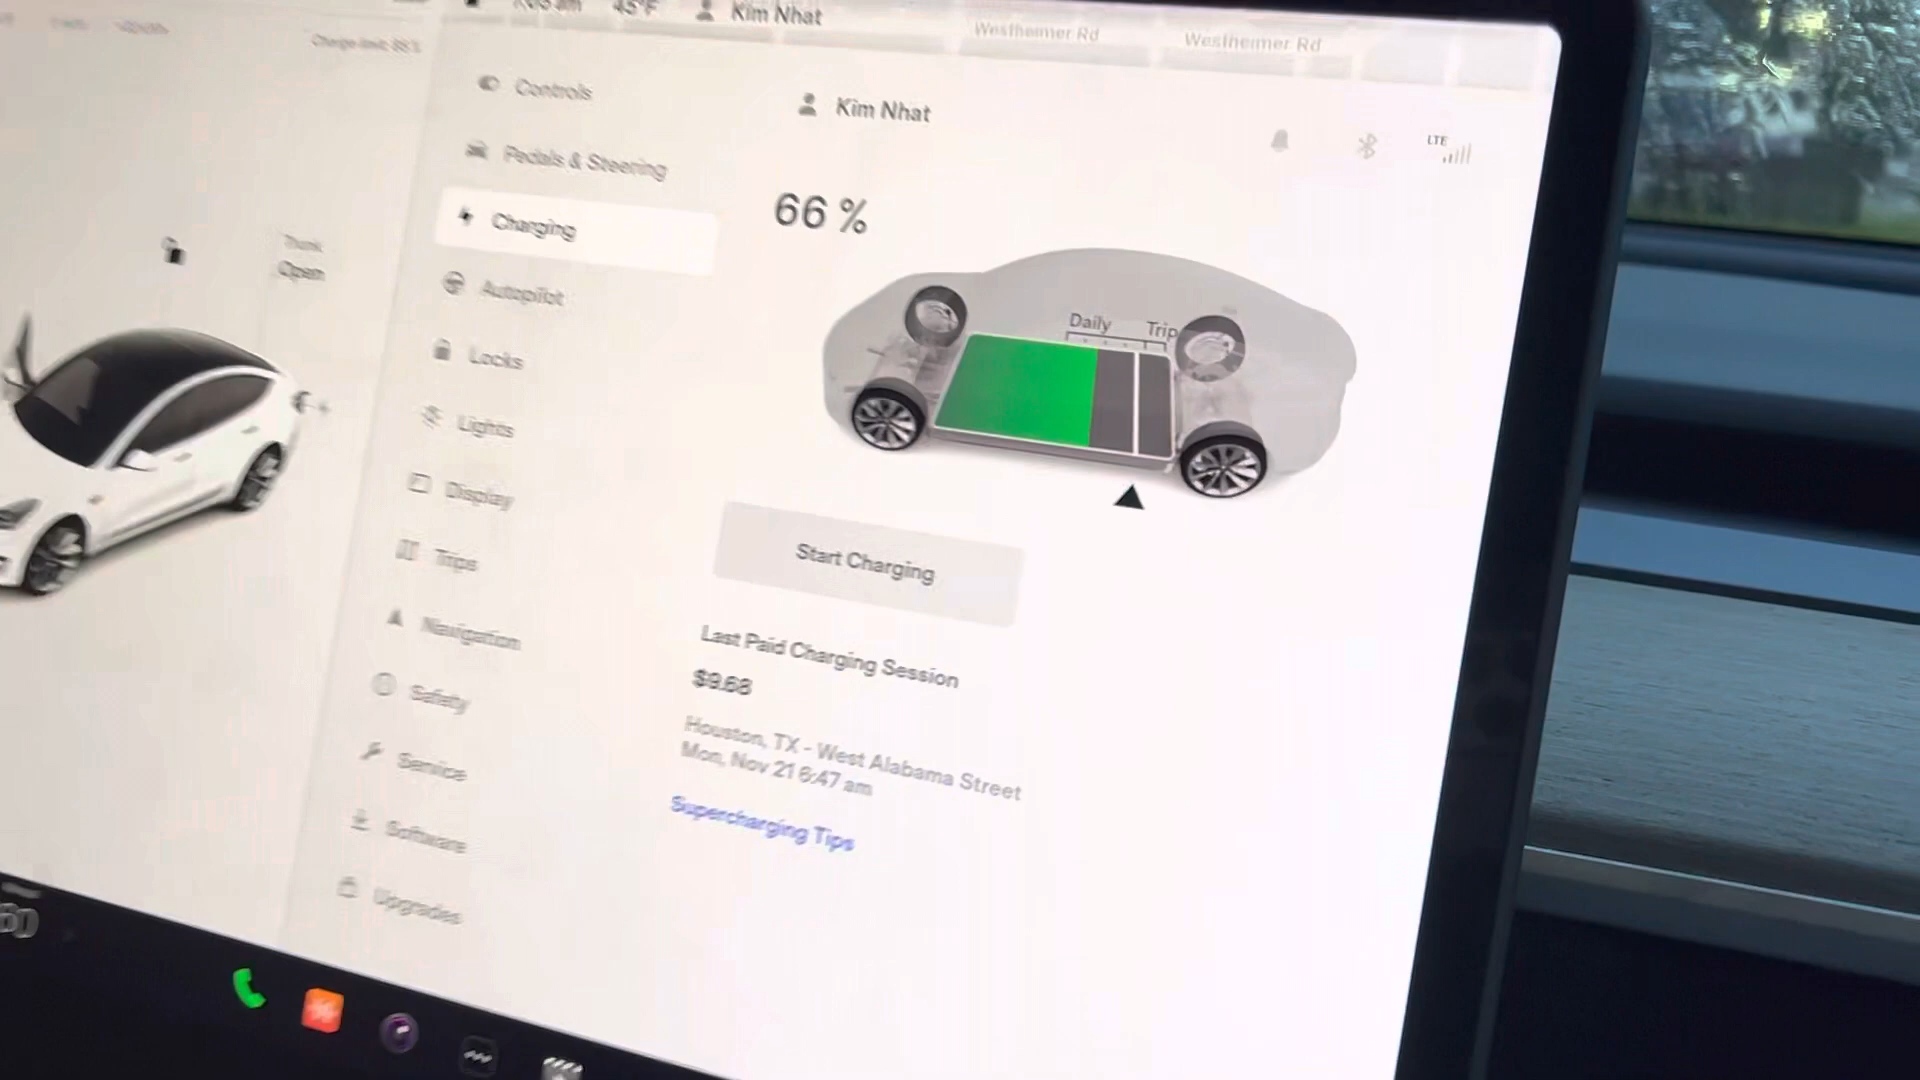 45°F
Kim Nhat
Westheimer Rd
Westheimer Rd
Controls
Pedals & Steering
Charging
Autopilot
Locks
Lights
Display
Trips
Navigation
Safety
Service
Software
Upgrades
Trunk
Open
Kim Nhat
LTE
66 %
Daily
Trip
Start Charging
Last Paid Charging Session
$9.68
Houston, TX - West Alabama Street
Mon, Nov 21 6:47 am
Supercharging Tips